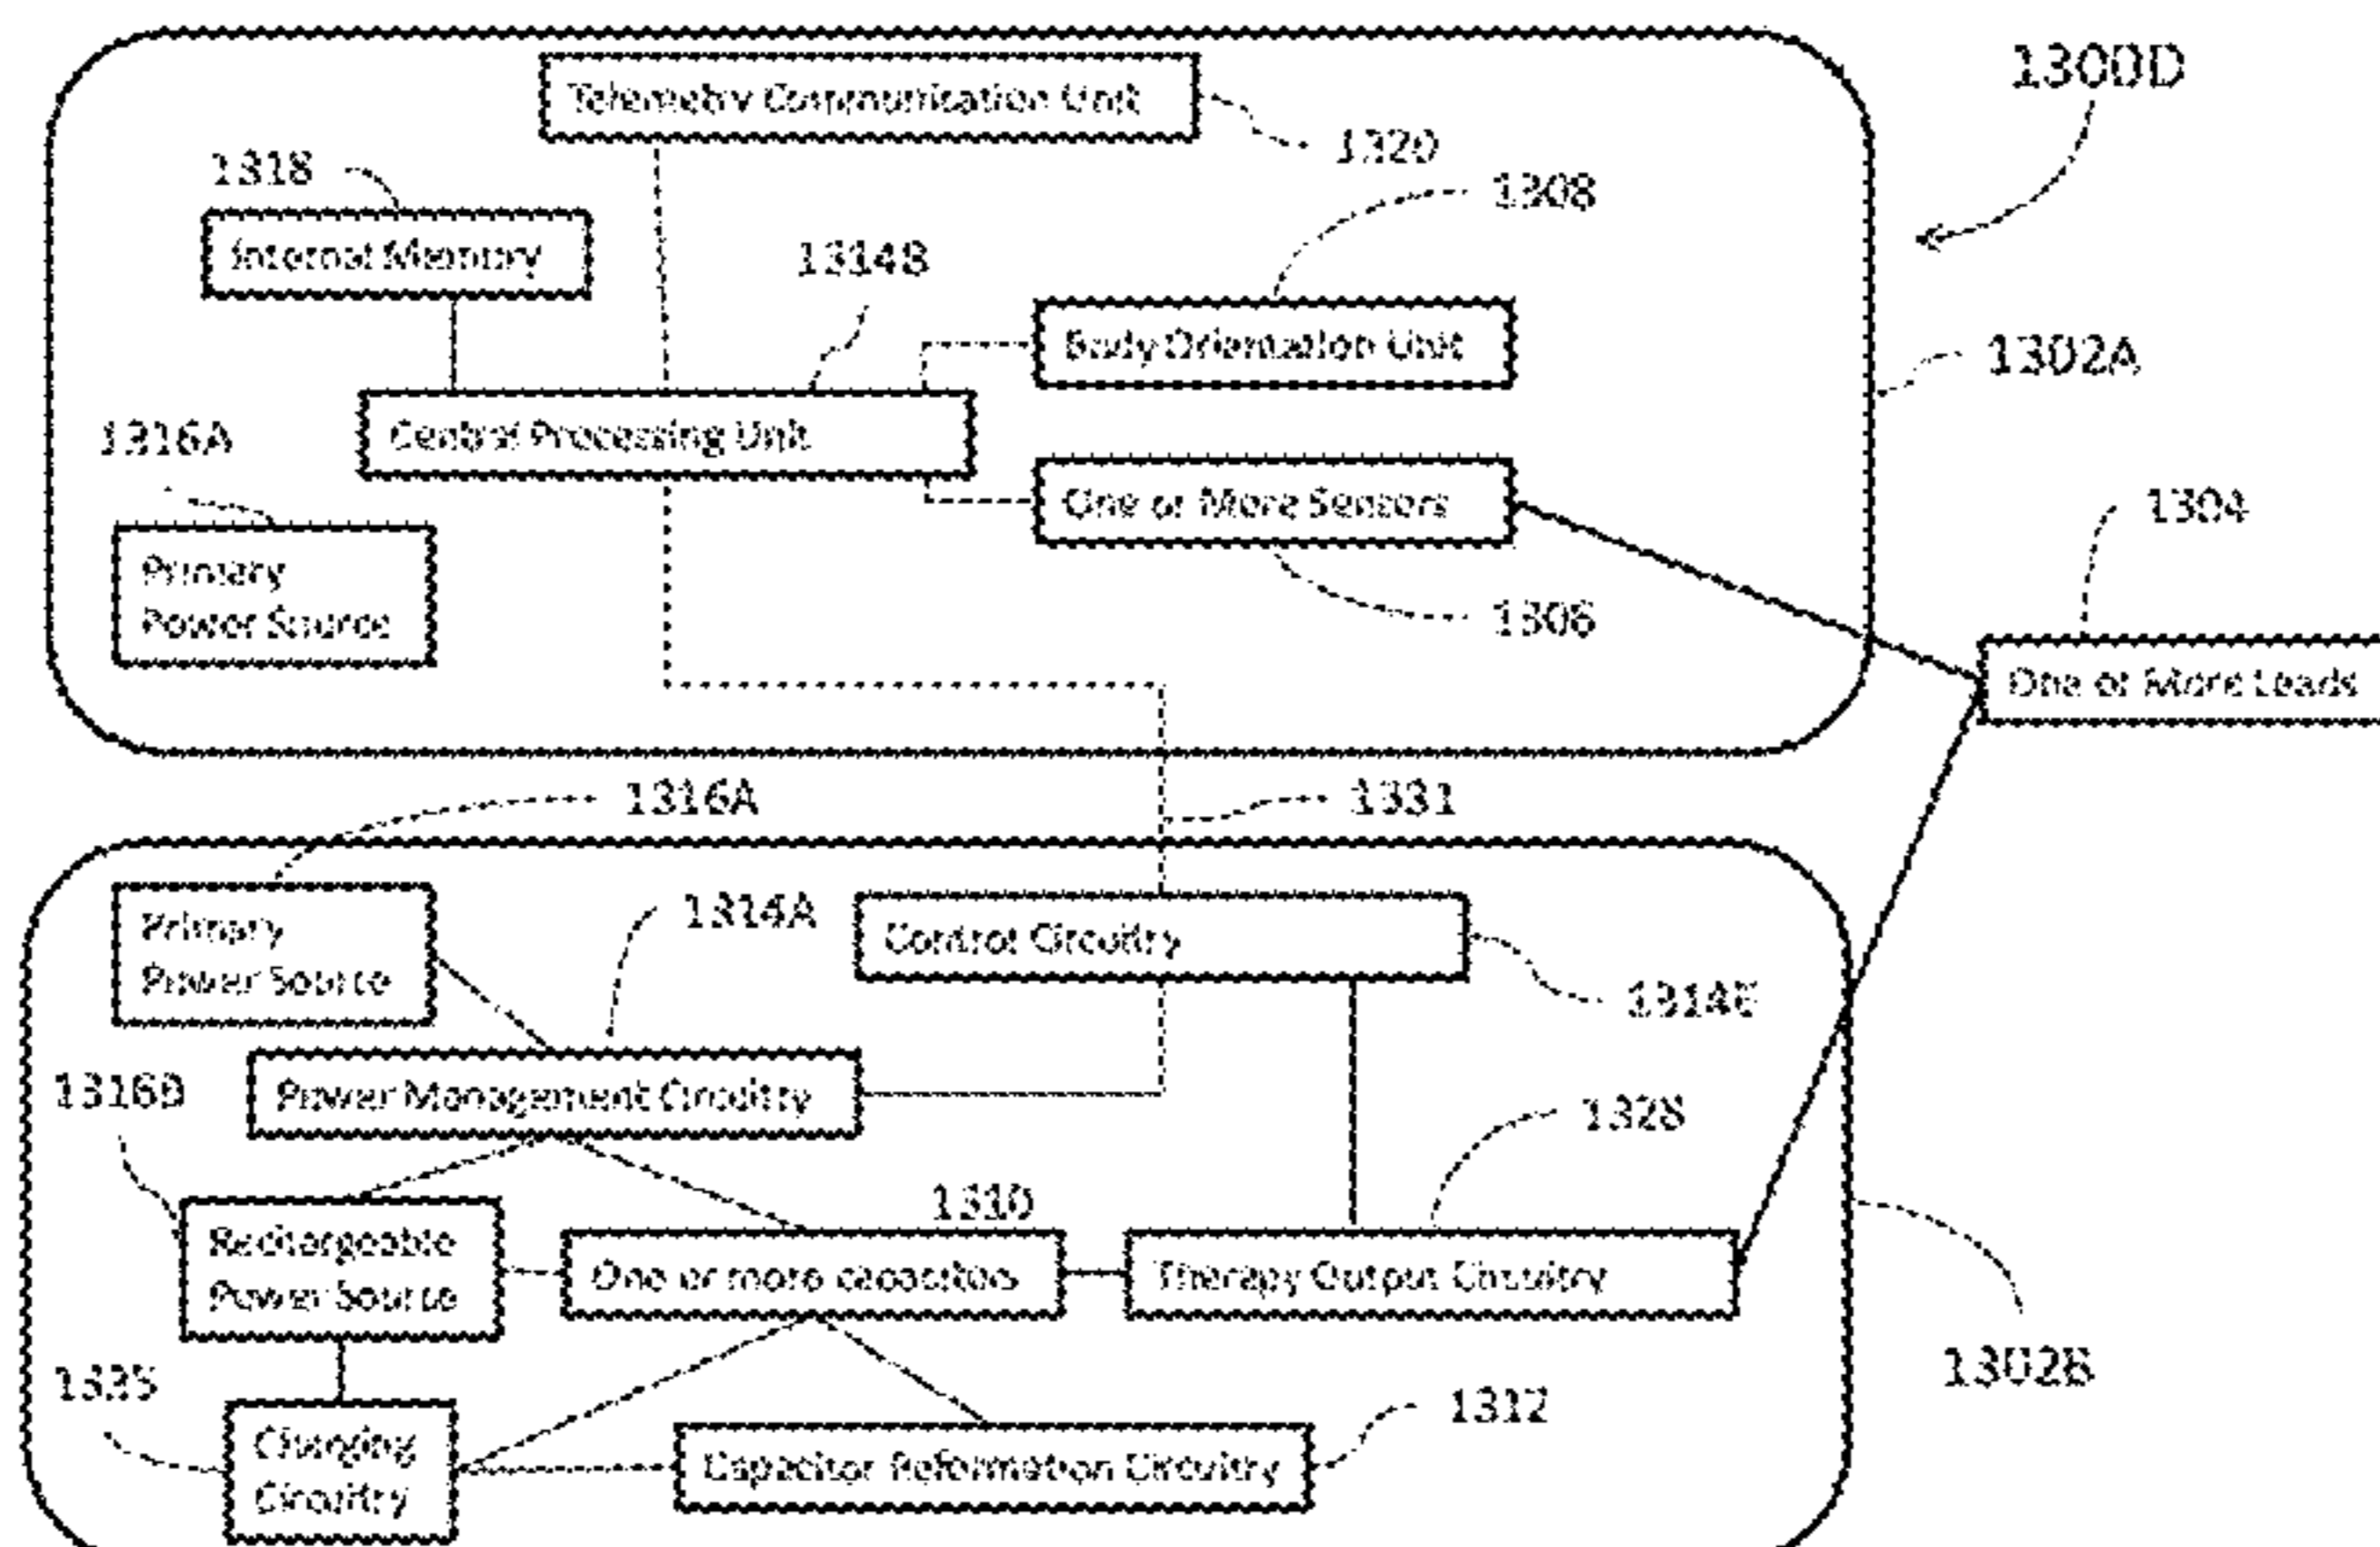 1300D
Telemetry Communication Unit
1320
1318
1308
Internal Memory
1314B
Body Orientation Unit
1302A
1316A
Central Processing Unit
One or More Sensors
1304
Primary
Power Source
1306
One or More Leads
1316A
1331
Primary
Power Source
1314A
Control Circuitry
1314E
1316B
Power Management Circuitry
1328
1310
Rechargeable
Power Source
One or more capacitors
Therapy Output Circuitry
1302B
1335
1312
Charging
Circuitry
Capacitor Reformation Circuitry